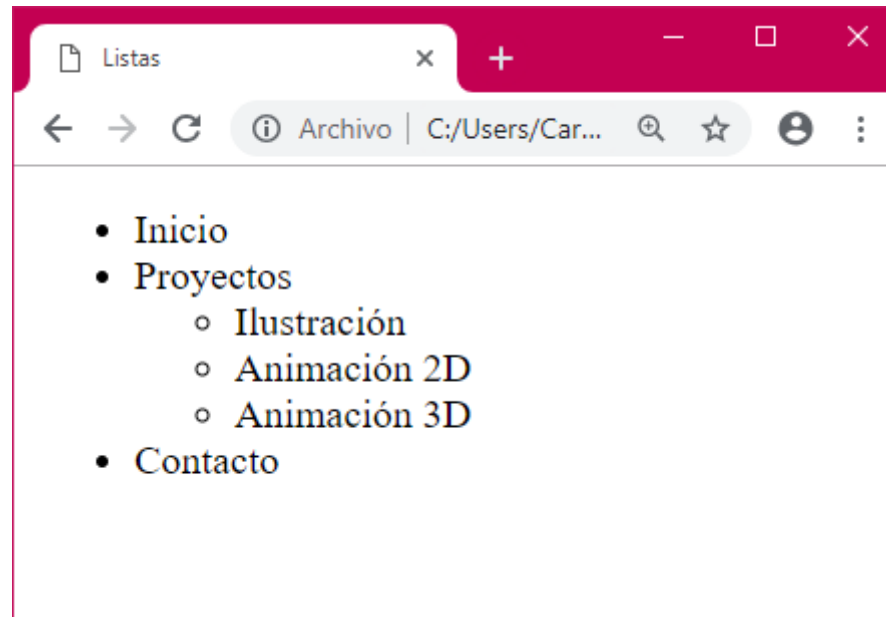 Listas
Archivo C:/Users/Car...
Inicio
Proyectos
Ilustración
Animación 2D
Animación 3D
Contacto